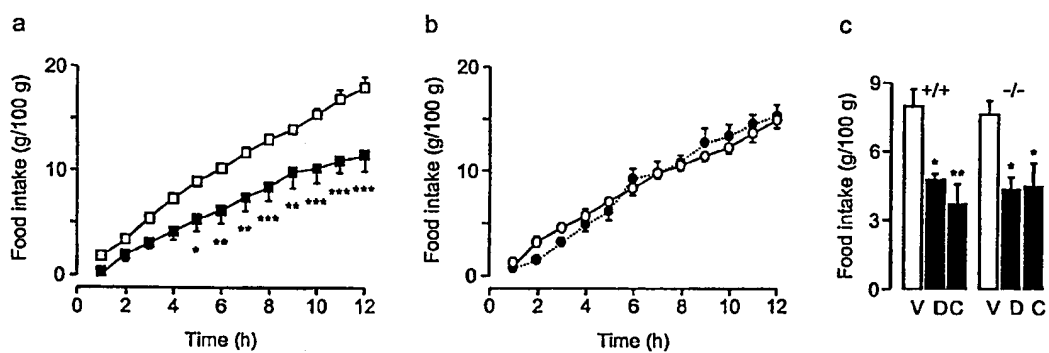 a
Food intake (g/100 g)
20
10
0
* ** ** *** ** *** *** ***
0 2 4 6 8 10 12
Time (h)
b
Food intake (g/100 g)
20
10
0
0 2 4 6 8 10 12
Time (h)
c
Food intake (g/100 g)
9
6
3
0
+/+ -/-
* ** * *
V D C V D C